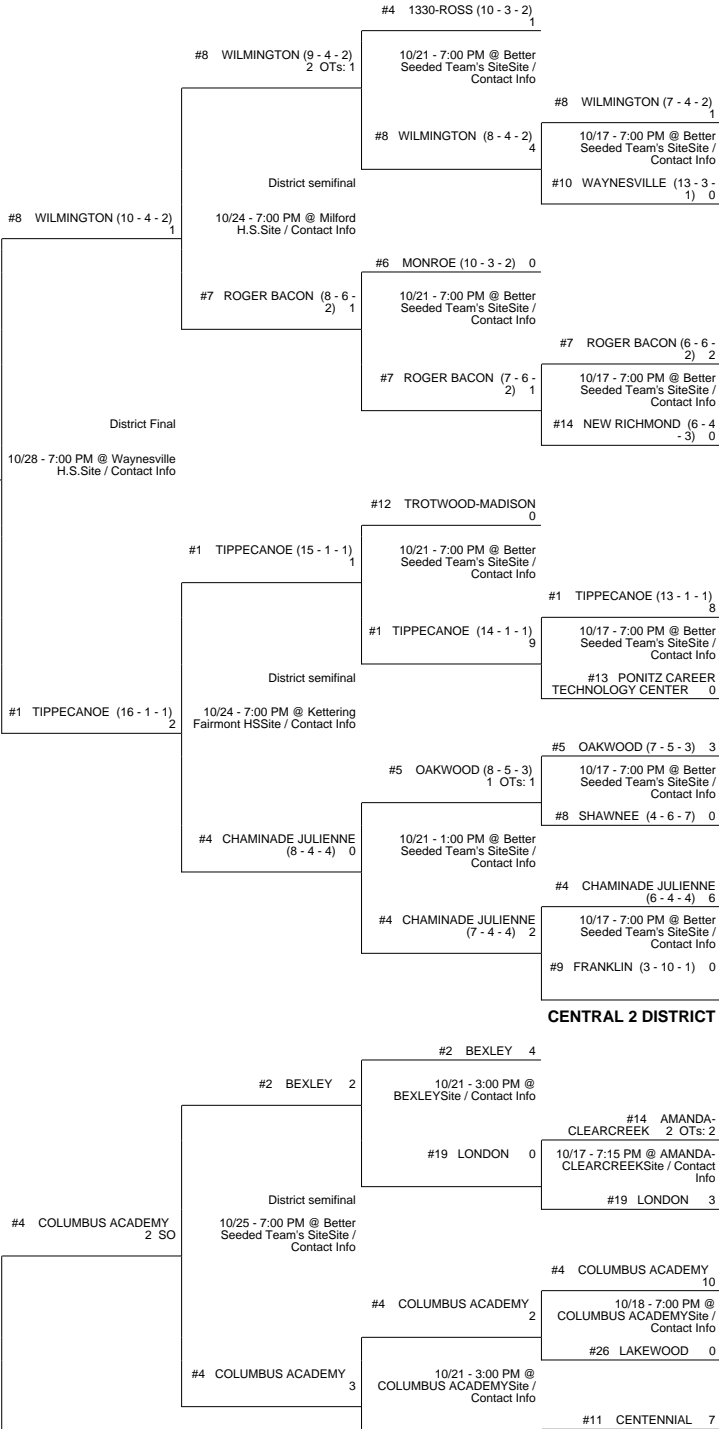 #4 1330-ROSS (10 - 3 - 2)
1
#8 WILMINGTON (9 - 4 - 2)
2 OTs: 1
10/21 - 7:00 PM @ Better
Seeded Team's SiteSite /
Contact Info
#8 WILMINGTON (7 - 4 - 2)
1
#8 WILMINGTON (8 - 4 - 2)
4
10/17 - 7:00 PM @ Better
Seeded Team's SiteSite /
Contact Info
District semifinal
#10 WAYNESVILLE (13 - 3 -
1) 0
#8 WILMINGTON (10 - 4 - 2)
1
10/24 - 7:00 PM @ Milford
H.S.Site / Contact Info
#6 MONROE (10 - 3 - 2) 0
#7 ROGER BACON (8 - 6 -
2) 1
10/21 - 7:00 PM @ Better
Seeded Team's SiteSite /
Contact Info
#7 ROGER BACON (6 - 6 -
2) 2
#7 ROGER BACON (7 - 6 -
2) 1
10/17 - 7:00 PM @ Better
Seeded Team's SiteSite /
Contact Info
District Final
#14 NEW RICHMOND (6 - 4
- 3) 0
10/28 - 7:00 PM @ Waynesville
H.S.Site / Contact Info
#12 TROTWOOD-MADISON
0
#1 TIPPECANOE (15 - 1 - 1)
1
10/21 - 7:00 PM @ Better
Seeded Team's SiteSite /
Contact Info
#1 TIPPECANOE (13 - 1 - 1)
8
#1 TIPPECANOE (14 - 1 - 1)
9
10/17 - 7:00 PM @ Better
Seeded Team's SiteSite /
Contact Info
District semifinal
#13 PONITZ CAREER
TECHNOLOGY CENTER 0
#1 TIPPECANOE (16 - 1 - 1)
2
10/24 - 7:00 PM @ Kettering
Fairmont HSSite / Contact Info
#5 OAKWOOD (7 - 5 - 3) 3
#5 OAKWOOD (8 - 5 - 3)
1 OTs: 1
10/17 - 7:00 PM @ Better
Seeded Team's SiteSite /
Contact Info
#8 SHAWNEE (4 - 6 - 7) 0
#4 CHAMINADE JULIENNE
(8 - 4 - 4) 0
10/21 - 1:00 PM @ Better
Seeded Team's SiteSite /
Contact Info
#4 CHAMINADE JULIENNE
(6 - 4 - 4) 6
#4 CHAMINADE JULIENNE
(7 - 4 - 4) 2
10/17 - 7:00 PM @ Better
Seeded Team's SiteSite /
Contact Info
#9 FRANKLIN (3 - 10 - 1) 0
CENTRAL 2 DISTRICT
#2 BEXLEY 4
#2 BEXLEY 2
10/21 - 3:00 PM @
BEXLEYSite / Contact Info
#14 AMANDA-
CLEARCREEK 2 OTs: 2
#19 LONDON 0
10/17 - 7:15 PM @ AMANDA-
CLEARCREEKSite / Contact
Info
District semifinal
#19 LONDON 3
#4 COLUMBUS ACADEMY
2 SO
10/25 - 7:00 PM @ Better
Seeded Team's SiteSite /
Contact Info
#4 COLUMBUS ACADEMY
10
#4 COLUMBUS ACADEMY
2
10/18 - 7:00 PM @
COLUMBUS ACADEMYSite /
Contact Info
#26 LAKEWOOD 0
#4 COLUMBUS ACADEMY
3
10/21 - 3:00 PM @
COLUMBUS ACADEMYSite /
Contact Info
#11 CENTENNIAL 7